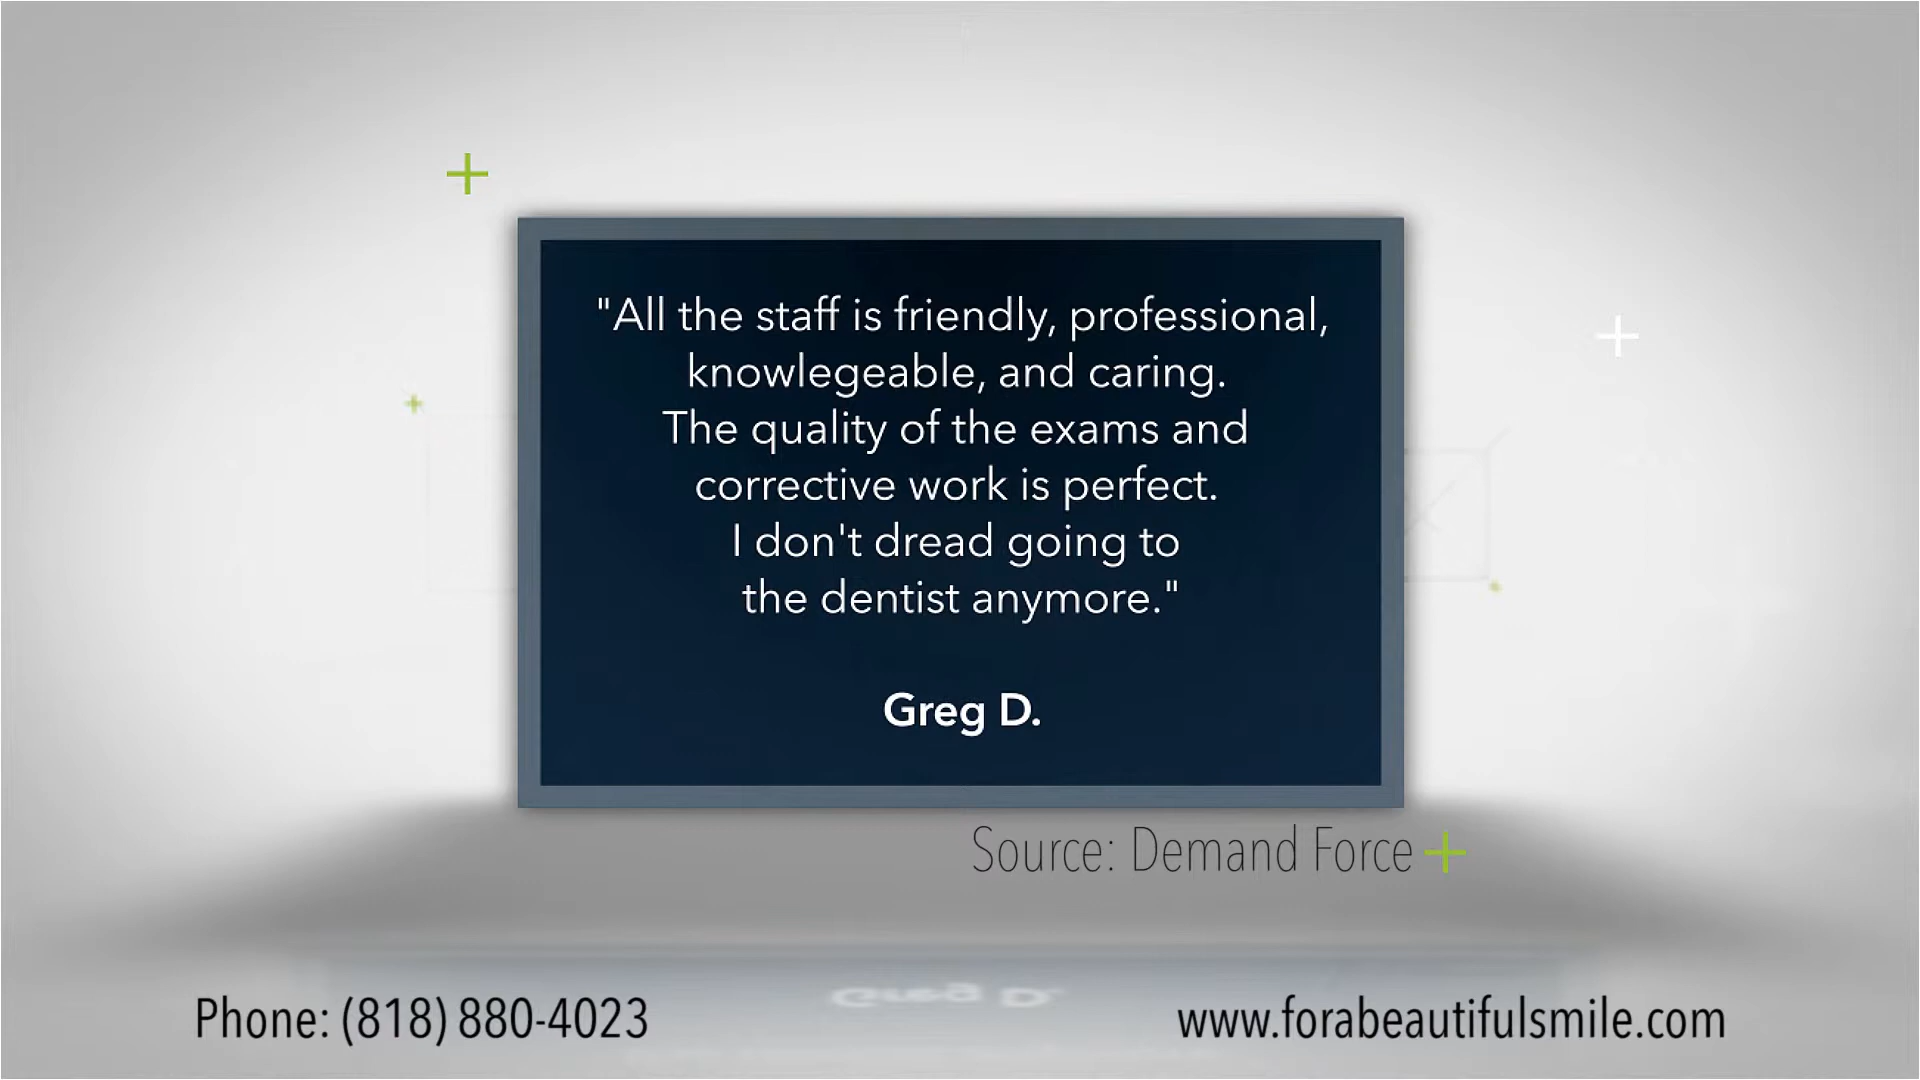 "All the staff is friendly, professional,
knowlegeable, and caring.
The quality of the exams and
corrective work is perfect.
I don't dread going to
the dentist anymore."
Greg D.
Source: Demand Force
Phone: (818) 880-4023
www.forabeautifulsmile.com